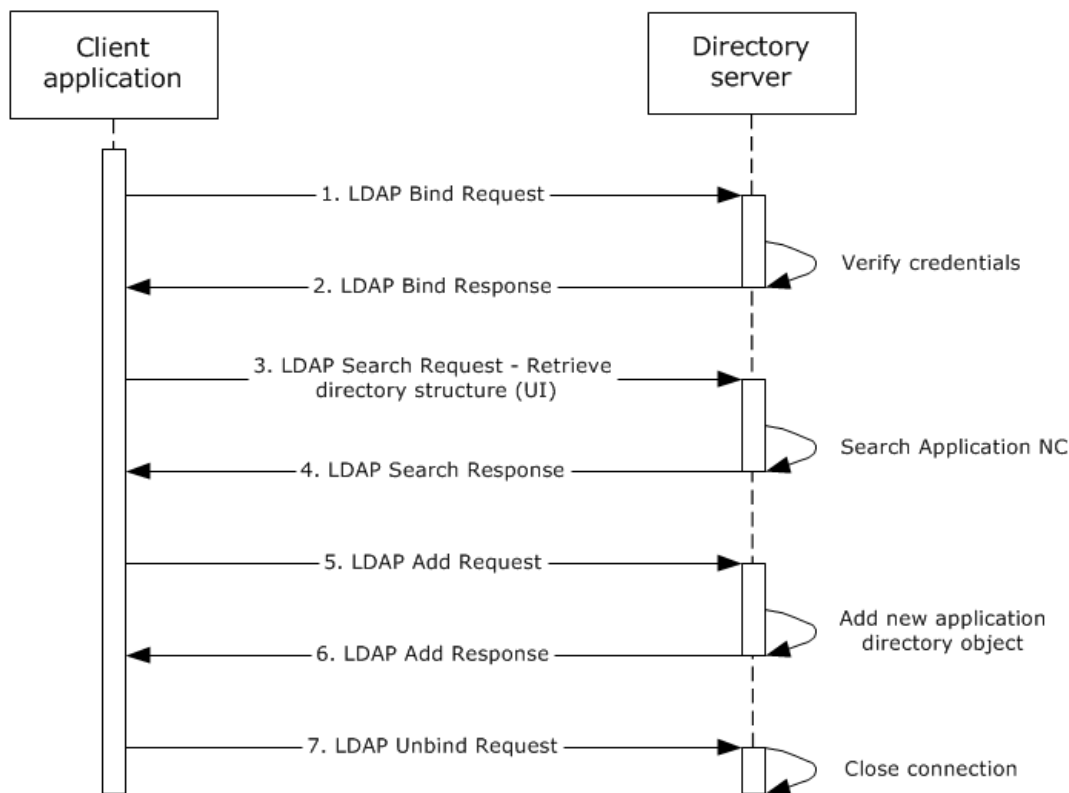 Client
application
Directory
server
1. LDAP Bind Request
Verify credentials
2. LDAP Bind Response
3. LDAP Search Request - Retrieve
directory structure (UI)
Search Application NC
4. LDAP Search Response
5. LDAP Add Request
Add new application
directory object
6. LDAP Add Response
7. LDAP Unbind Request
Close connection